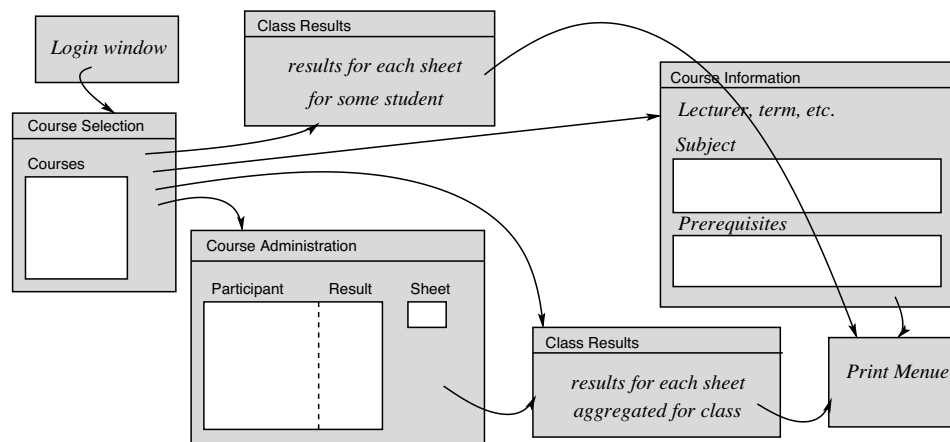 Login window
Class Results
results for each sheet
for some student
Course Information
Lecturer, term, etc.
Subject
Prerequisites
Course Selection
Courses
Course Administration
Participant Result Sheet
Class Results
results for each sheet
aggregated for class
Print Menue